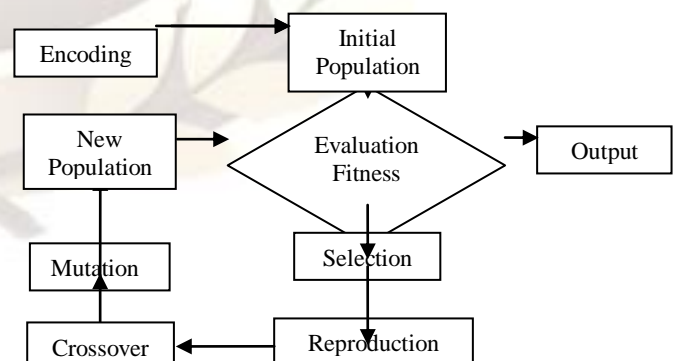 Encoding
Initial
Population
New
Population
Evaluation
Fitness
Output
Mutation
Selection
Crossover
Reproduction